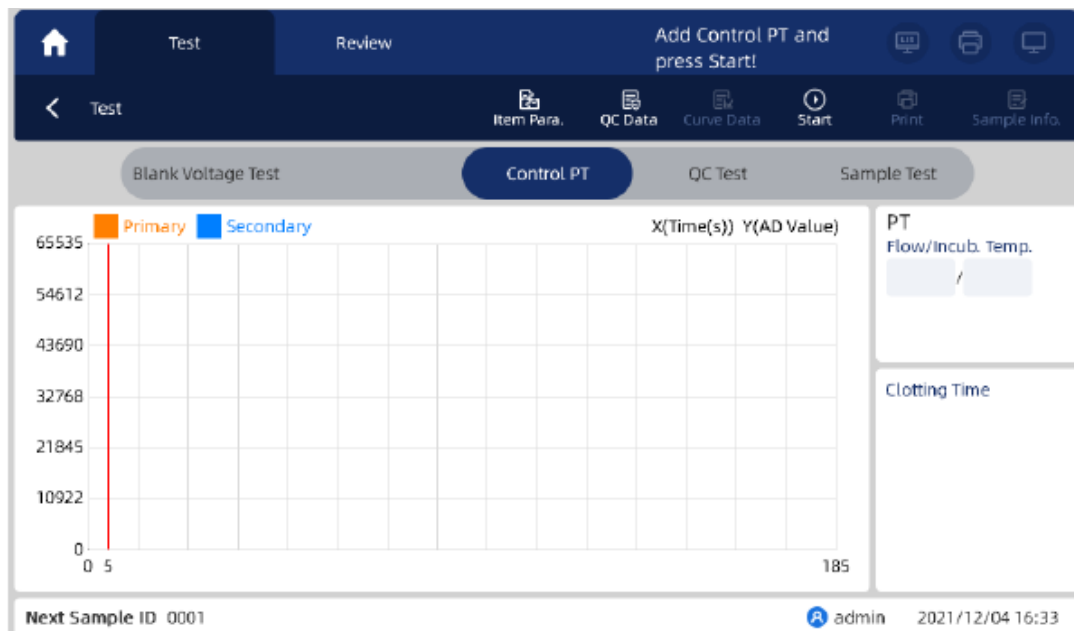 Test
Review
Add Control PT and
press Start!
Test
Item Para.
QC Data
Curve Data
Start
Print
Sample Info.
Blank Voltage Test
Control PT
QC Test
Sample Test
Primary
Secondary
X(Time(s)) Y(AD Value)
65535
54612
43690
32768
21845
10922
0
0 5
185
PT
Flow/Incub. Temp.
/
Clotting Time
Next Sample ID 0001
admin
2021/12/04 16:33